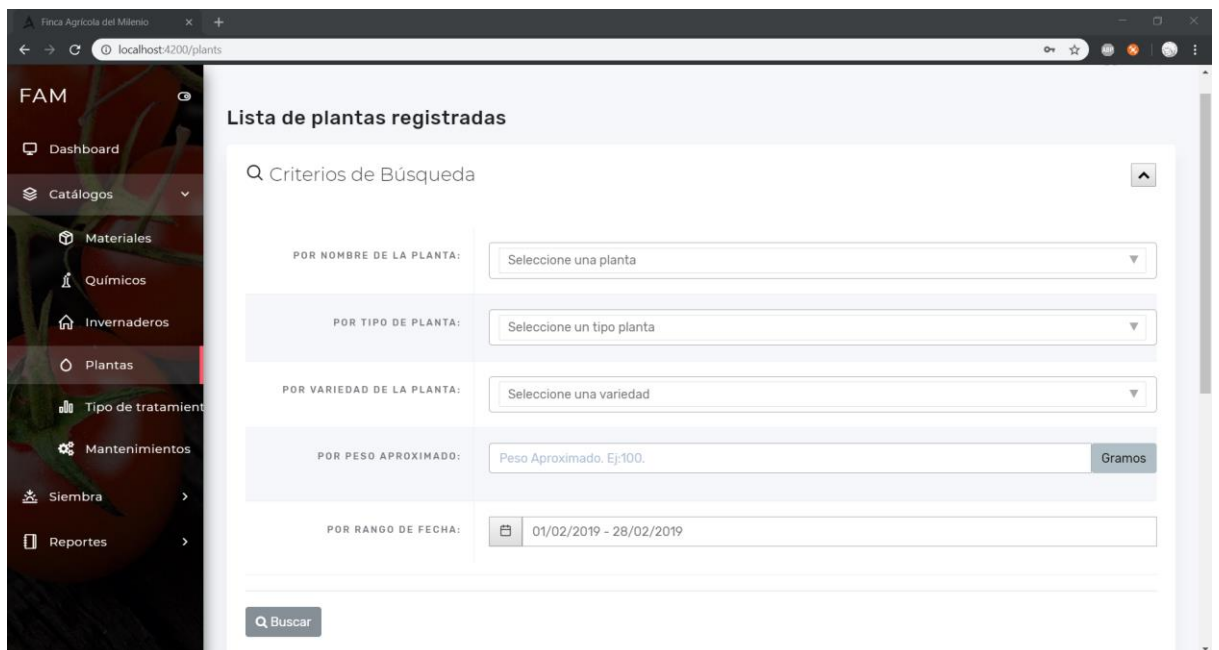 Finca Agrícola del Milenio
localhost:4200/plants
FAM
Dashboard
Catálogos
Materiales
Químicos
Invernaderos
Plantas
Tipo de tratamient
Mantenimientos
Siembra
Reportes
Lista de plantas registradas
Criterios de Búsqueda
POR NOMBRE DE LA PLANTA:
Seleccione una planta
POR TIPO DE PLANTA:
Seleccione un tipo planta
POR VARIEDAD DE LA PLANTA:
Seleccione una variedad
POR PESO APROXIMADO:
Peso Aproximado. Ej:100.
Gramos
POR RANGO DE FECHA:
01/02/2019 - 28/02/2019
Buscar